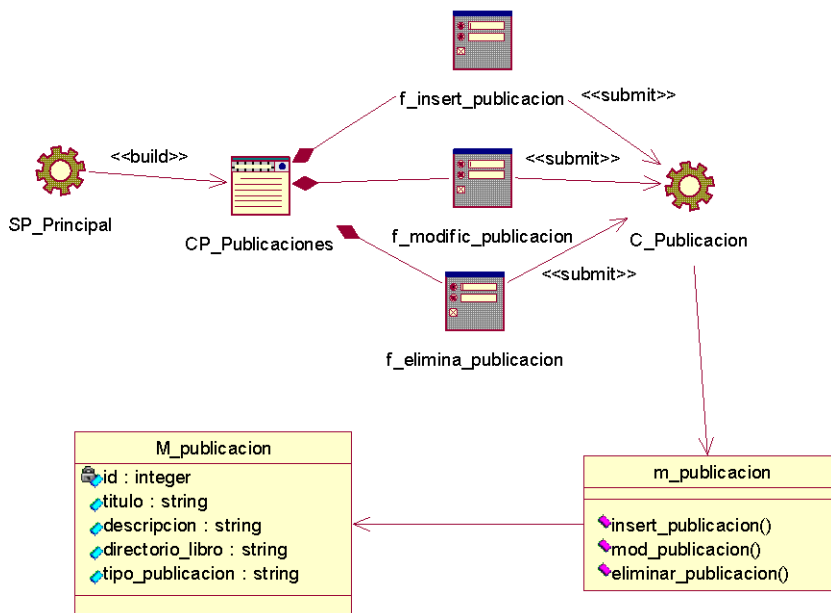 f_insert_publicacion
<<submit>>
<<build>>
<<submit>>
SP_Principal
CP_Publicaciones
f_modific_publicacion
C_Publicacion
<<submit>>
f_elimina_publicacion
M_publicacion
id : integer
titulo : string
descripcion : string
directorio_libro : string
tipo_publicacion : string
m_publicacion
insert_publicacion()
mod_publicacion()
eliminar_publicacion()